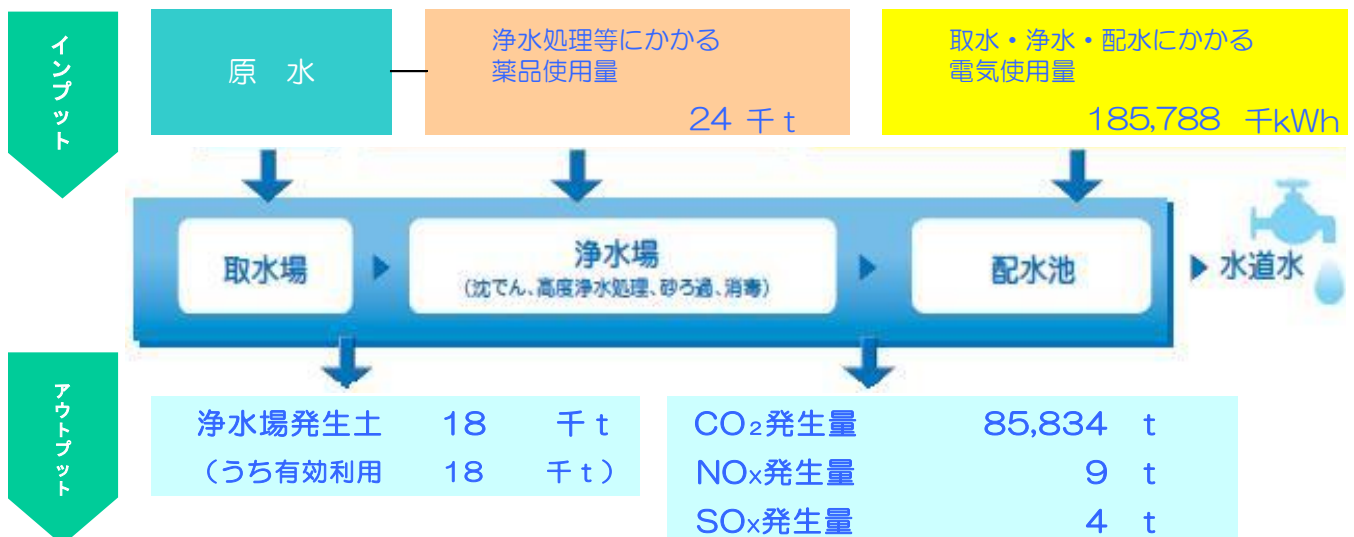 インプット
原 水
浄水処理等にかかる
薬品使用量
24 千t
取水・浄水・配水にかかる
電気使用量
185,788 千kWh
取水場
浄水場
(沈でん、高度浄水処理、砂ろ過、消毒)
配水池
水道水
アウトプット
浄水場発生土 18 千t
(うち有効利用 18 千t)
CO₂発生量 85,834 t
NOx発生量 9 t
SOx発生量 4 t